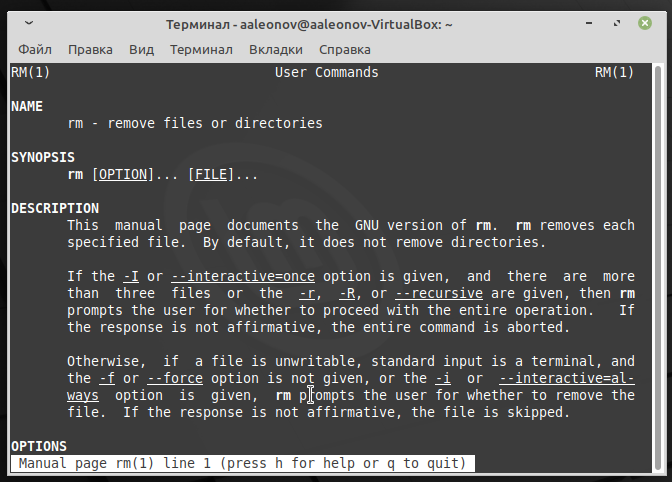 Терминал - aaleonov@aaleonov-VirtualBox: ~
Файл Правка Вид Терминал Вкладки Справка
RM(1) User Commands RM(1)
NAME
rm - remove files or directories
SYNOPSIS
rm [OPTION]... [FILE]...
DESCRIPTION
This manual page documents the GNU version of rm. rm removes each
specified file. By default, it does not remove directories.
If the -I or --interactive=once option is given, and there are more
than three files or the -r, -R, or --recursive are given, then rm
prompts the user for whether to proceed with the entire operation. If
the response is not affirmative, the entire command is aborted.
Otherwise, if a file is unwritable, standard input is a terminal, and
the -f or --force option is not given, or the -i or --interactive=al-
ways option is given, rm prompts the user for whether to remove the
file. If the response is not affirmative, the file is skipped.
OPTIONS
Manual page rm(1) line 1 (press h for help or q to quit)